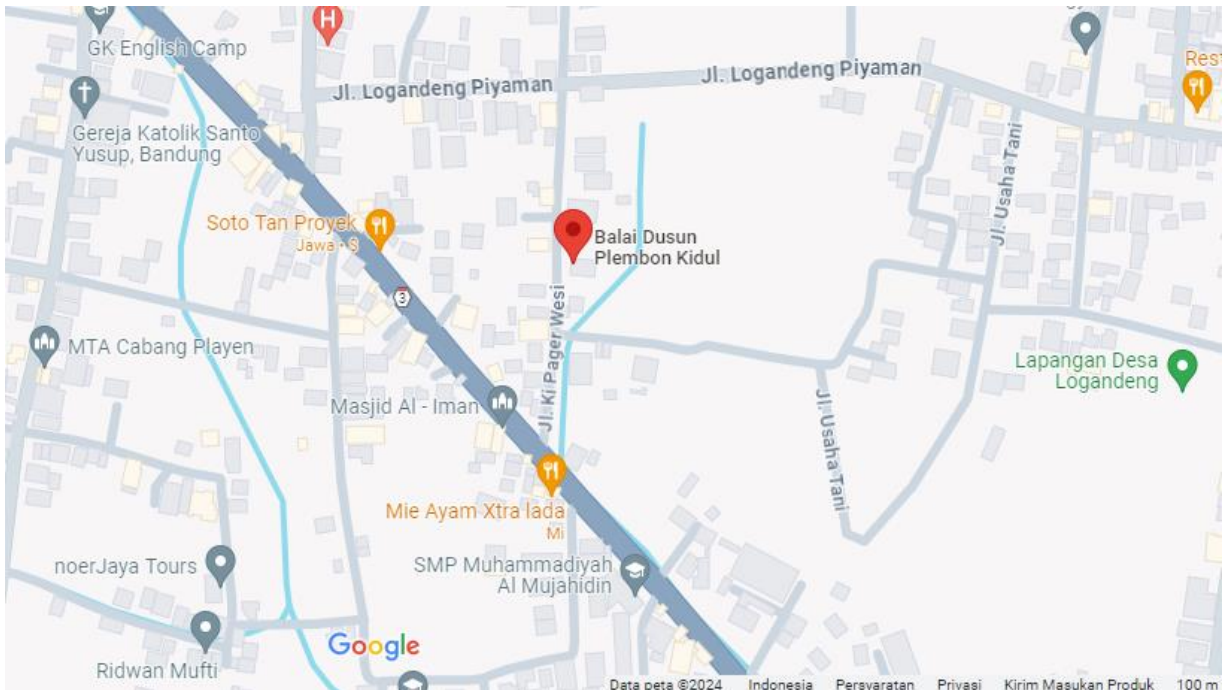 GK English Camp
H
Rest
Jl. Logandeng Piyaman
Jl. Logandeng Piyaman
Gereja Katolik Santo
Yusup, Bandung
Jl. Usaha Tani
Soto Tan Proyek
Jawa • $
Balai Dusun
Plembon Kidul
3
MTA Cabang Playen
Jl. Ki Pager Wesi
Lapangan Desa
Logandeng
Masjid Al - Iman
Jl. Usaha Tani
Mie Ayam Xtra lada
Mi
noerJaya Tours
SMP Muhammadiyah
Al Mujahidin
Google
Ridwan Mufti
Data peta ©2024 Indonesia Persyaratan Privasi Kirim Masukan Produk 100 m